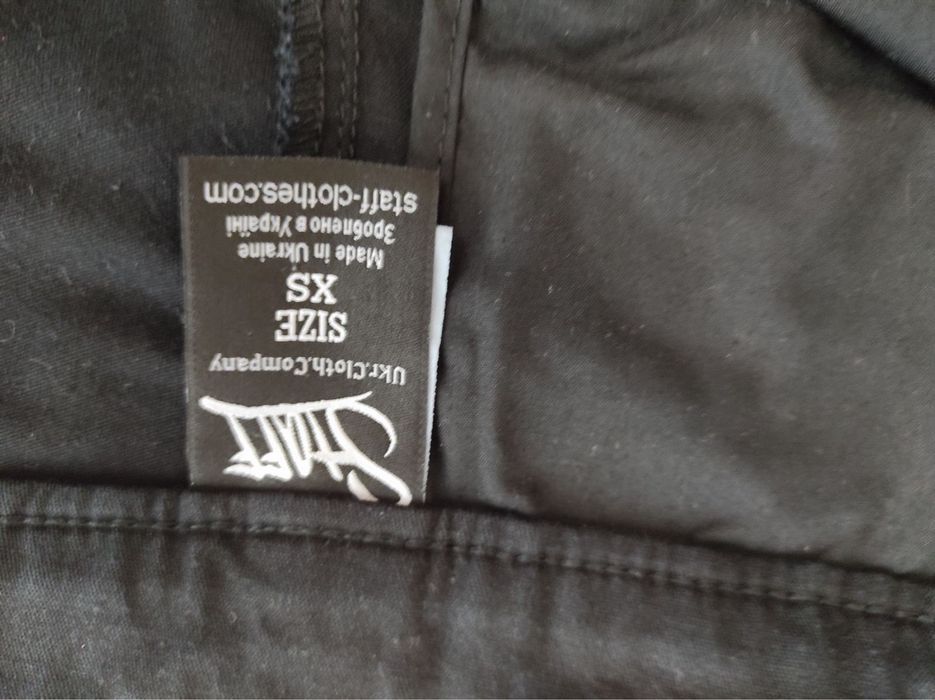 Staff
Ukr.Cloth.Company
SIZE
XS
Made in Ukraine
Зроблено в Україні
staff-clothes.com